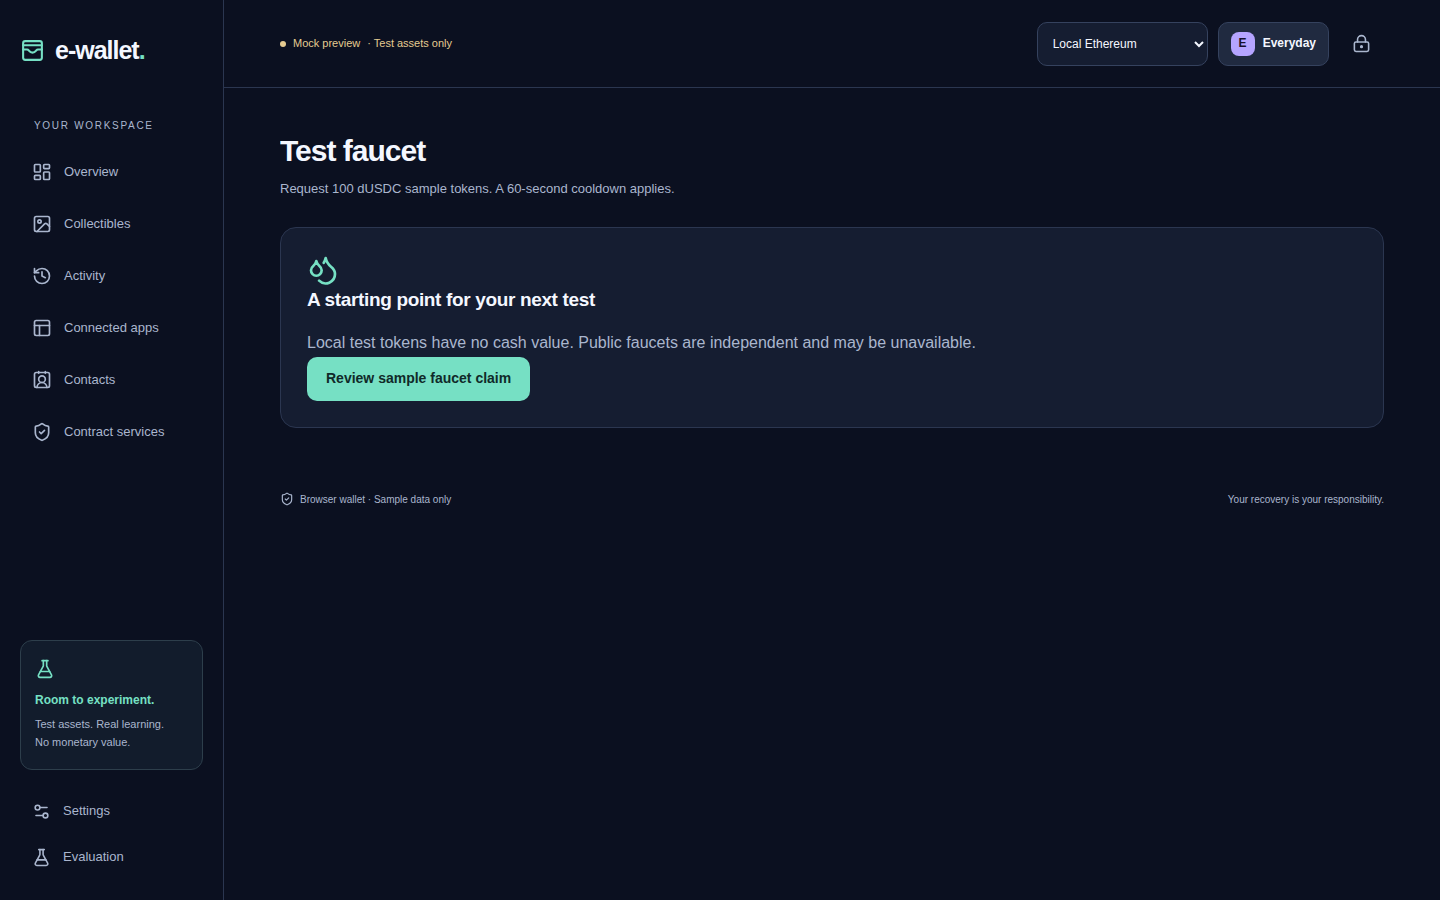 e-wallet.
YOUR WORKSPACE
Overview
Collectibles
Activity
Connected apps
Contacts
Contract services
Room to experiment.
Test assets. Real learning.
No monetary value.
Settings
Evaluation
Mock preview · Test assets only
Local Ethereum
E Everyday
Test faucet
Request 100 dUSDC sample tokens. A 60-second cooldown applies.
A starting point for your next test
Local test tokens have no cash value. Public faucets are independent and may be unavailable.
Review sample faucet claim
Browser wallet · Sample data only
Your recovery is your responsibility.